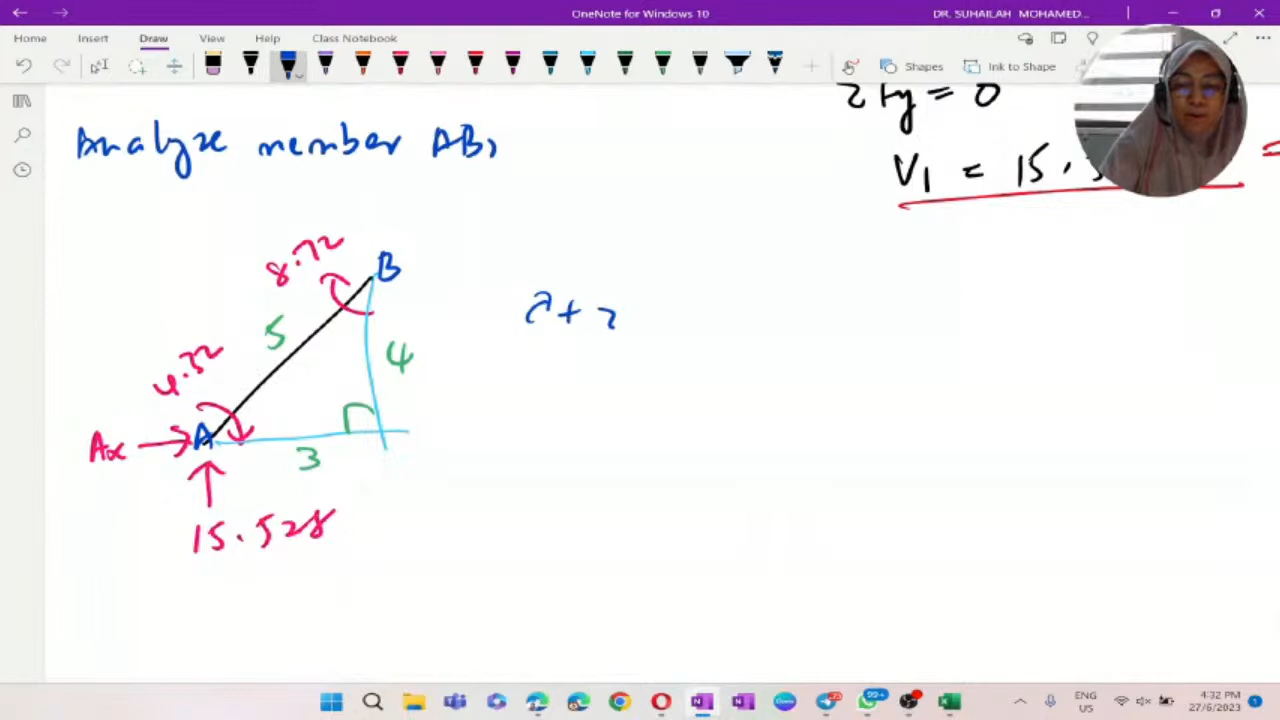 OneNote for Windows 10
DR. SUHAILAH MOHAMED...
Home Insert Draw View Help Class Notebook
Shapes
Ink to Shape
Analyze member AB,
Fy = 0
V1 = 15.
8.72
B
5
4
4.32
Ax
A
3
15.528
+
99+
ENG
US
4:32 PM
27/6/2023